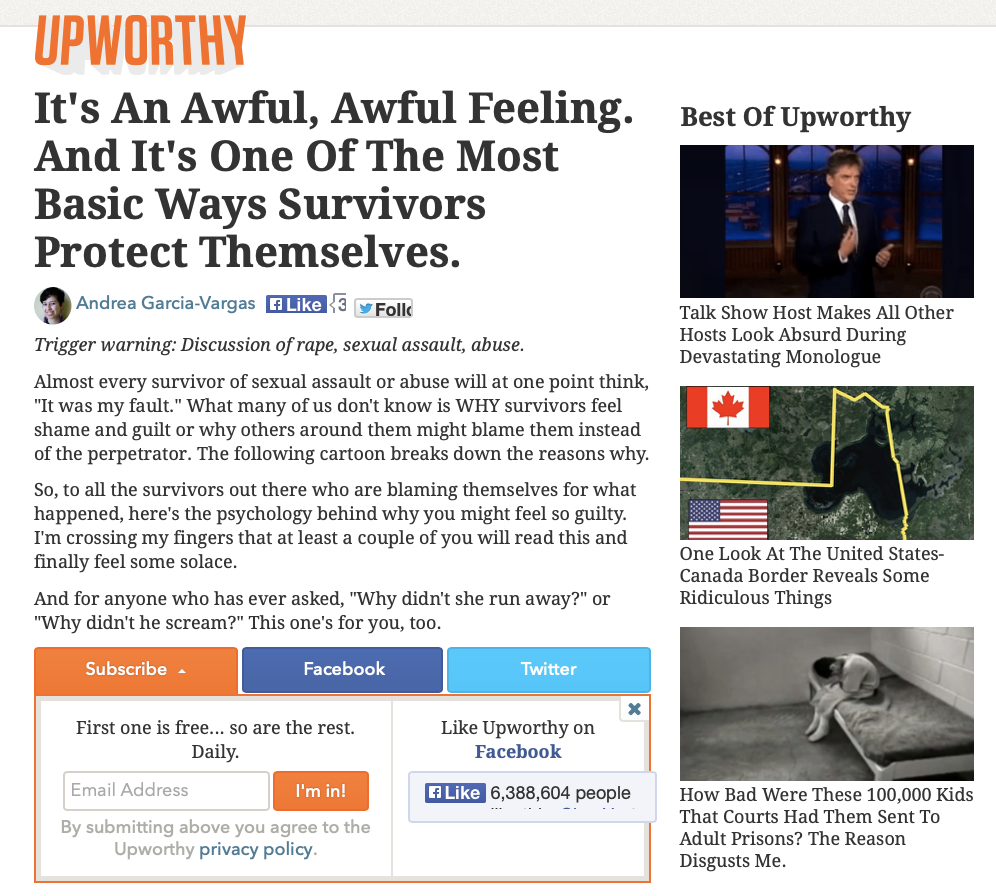 UPWORTHY
It's An Awful, Awful Feeling.
And It's One Of The Most
Basic Ways Survivors
Protect Themselves.
Andrea Garcia-Vargas
Like
3
Follo
Trigger warning: Discussion of rape, sexual assault, abuse.
Almost every survivor of sexual assault or abuse will at one point think,
"It was my fault." What many of us don't know is WHY survivors feel
shame and guilt or why others around them might blame them instead
of the perpetrator. The following cartoon breaks down the reasons why.
So, to all the survivors out there who are blaming themselves for what
happened, here's the psychology behind why you might feel so guilty.
I'm crossing my fingers that at least a couple of you will read this and
finally feel some solace.
And for anyone who has ever asked, "Why didn't she run away?" or
"Why didn't he scream?" This one's for you, too.
Subscribe
Facebook
Twitter
First one is free... so are the rest.
Daily.
Email Address
I'm in!
By submitting above you agree to the
Upworthy privacy policy.
Like Upworthy on
Facebook
Like 6,388,604 people
Best Of Upworthy
Talk Show Host Makes All Other
Hosts Look Absurd During
Devastating Monologue
One Look At The United States-
Canada Border Reveals Some
Ridiculous Things
How Bad Were These 100,000 Kids
That Courts Had Them Sent To
Adult Prisons? The Reason
Disgusts Me.